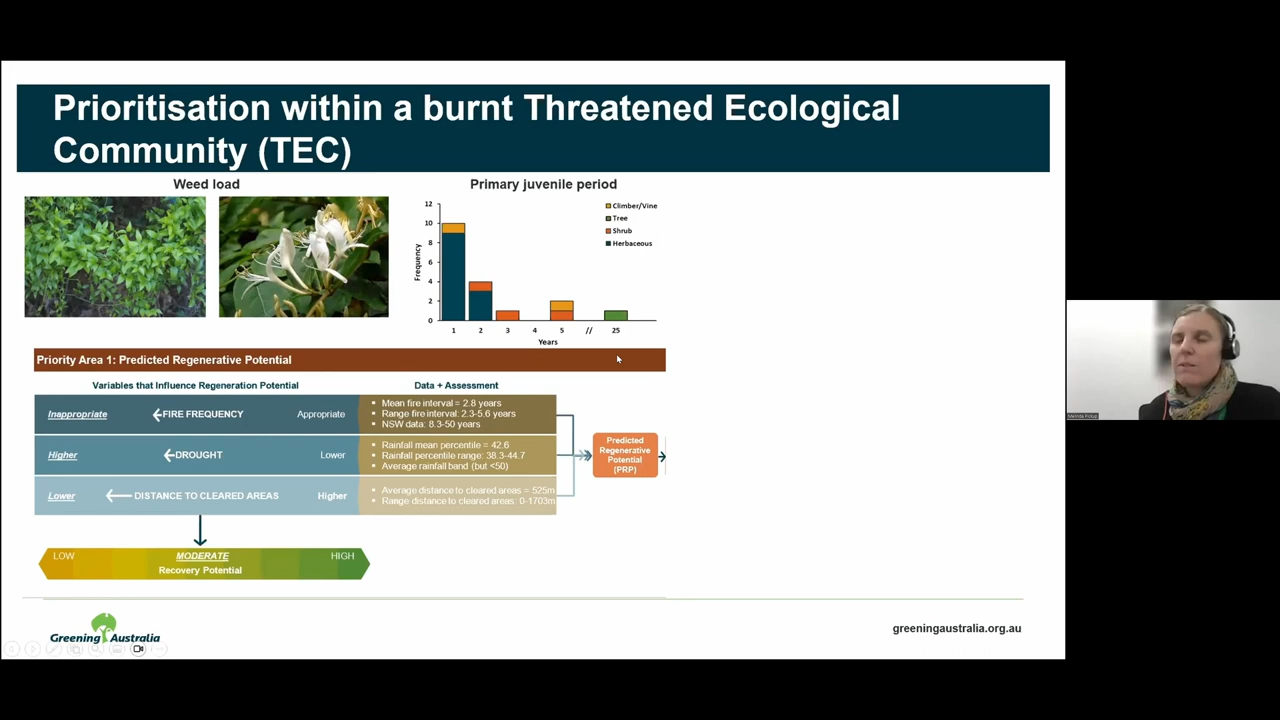 Prioritisation within a burnt Threatened Ecological
Community (TEC)
Weed load
Primary juvenile period
12
10
8
6
4
2
0
Frequency
1 2 3 4 5 // 25
Years
Climber/Vine
Tree
Shrub
Herbaceous
Priority Area 1: Predicted Regenerative Potential
Variables that Influence Regeneration Potential
Data + Assessment
Inappropriate
FIRE FREQUENCY
Appropriate
• Mean fire interval = 2.8 years
• Range fire interval: 2.3-5.6 years
• NSW data: 8.3-50 years
Higher
DROUGHT
Lower
• Rainfall mean percentile = 42.6
• Rainfall percentile range: 38.3-44.7
• Average rainfall band (but <50)
Lower
DISTANCE TO CLEARED AREAS
Higher
• Average distance to cleared areas = 525m
• Range distance to cleared areas: 0-1703m
Predicted
Regenerative
Potential
(PRP)
LOW
MODERATE
HIGH
Recovery Potential
Greening Australia
greeningaustralia.org.au